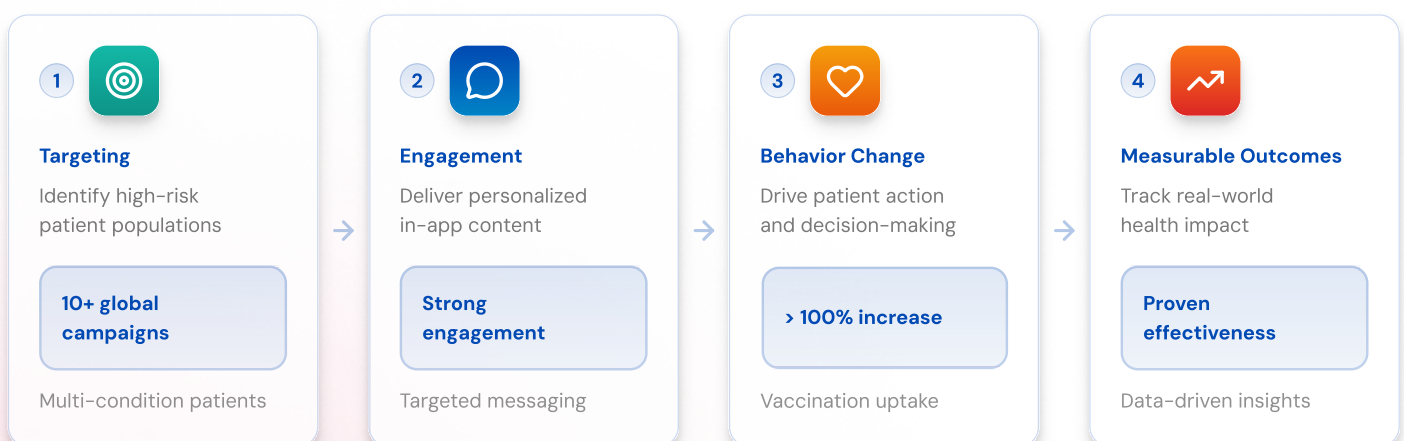 1
Targeting
Identify high-risk
patient populations
10+ global
campaigns
Multi-condition patients
2
Engagement
Deliver personalized
in-app content
Strong
engagement
Targeted messaging
3
Behavior Change
Drive patient action
and decision-making
> 100% increase
Vaccination uptake
4
Measurable Outcomes
Track real-world
health impact
Proven
effectiveness
Data-driven insights